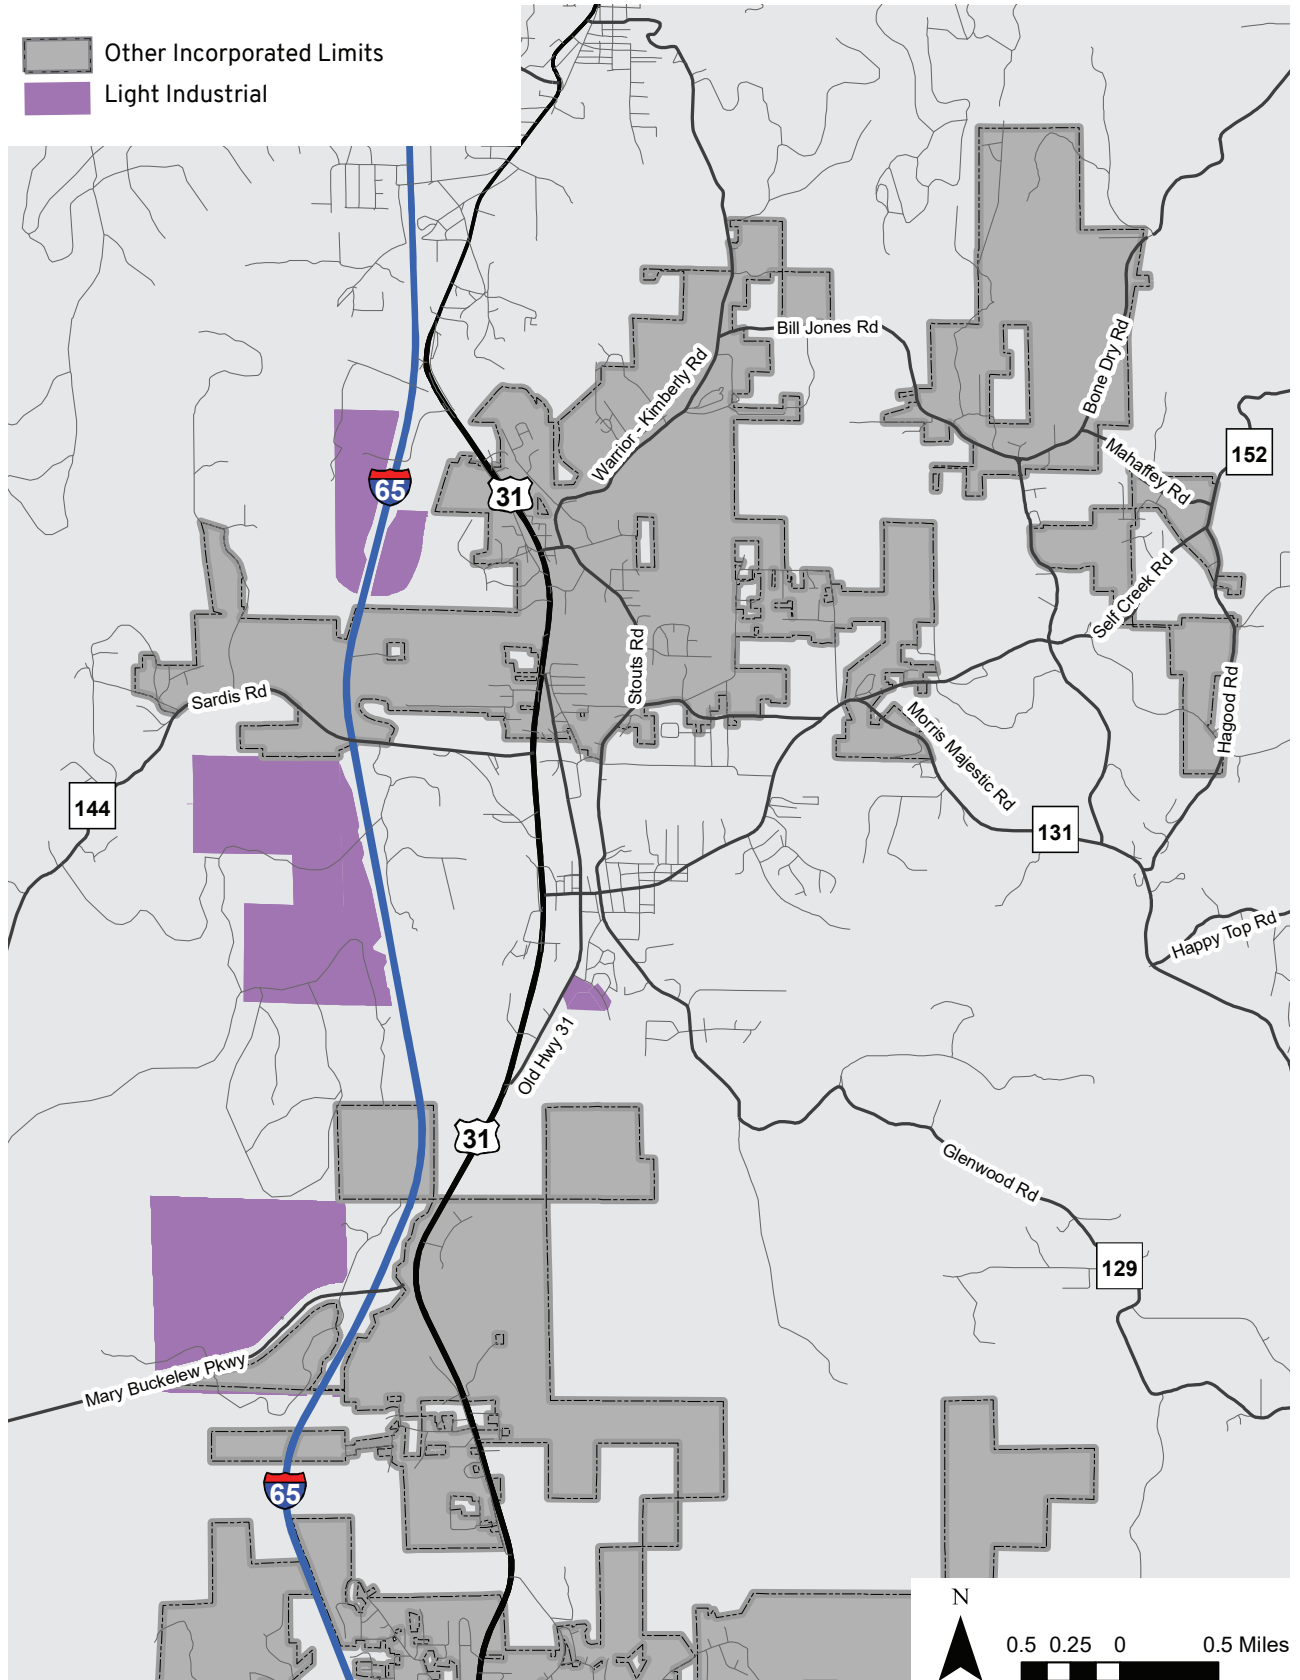 Other Incorporated Limits
Light Industrial
Bill Jones Rd
Bone Dry Rd
Warrior - Kimberly Rd
152
Mahaffey Rd
65
31
Self Creek Rd
Stouts Rd
Sardis Rd
Hagood Rd
Morris Majestic Rd
144
131
Happy Top Rd
Old Hwy 31
31
Glenwood Rd
129
Mary Buckelew Pkwy
65
N
0.5 0.25 0 0.5 Miles